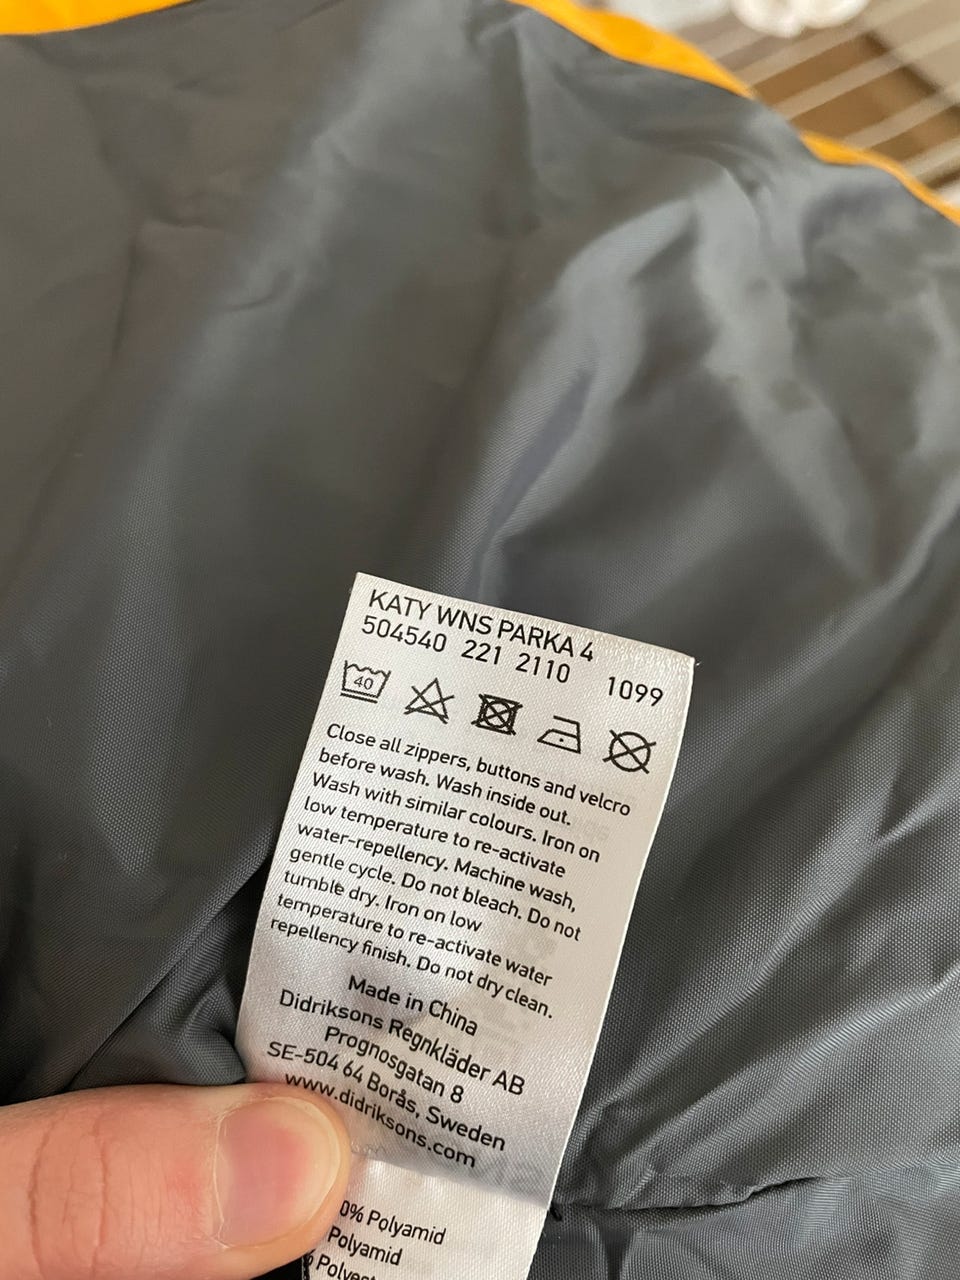 KATY WNS PARKA 4
504540 221 2110 1099
40
Close all zippers, buttons and velcro
before wash. Wash inside out.
Wash with similar colours. Iron on
low temperature to re-activate
water-repellency. Machine wash,
gentle cycle. Do not bleach. Do not
tumble dry. Iron on low
temperature to re-activate water
repellency finish. Do not dry clean.
Made in China
Didriksons Regnkläder AB
Prognosgatan 8
SE-504 64 Borås, Sweden
www.didriksons.com
0% Polyamid
Polyamid